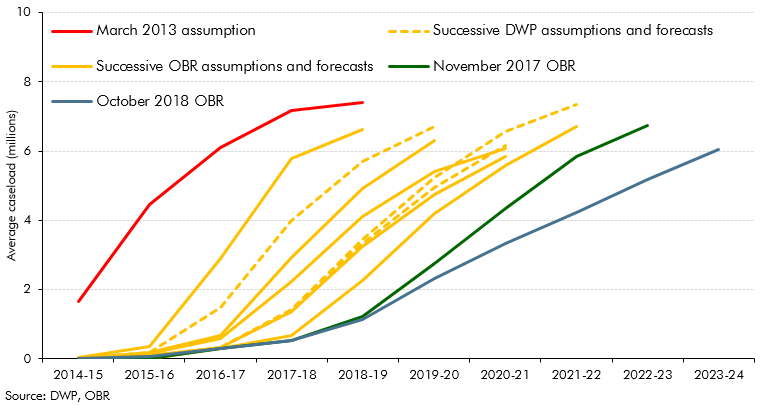 10
March 2013 assumption
Successive DWP assumptions and forecasts
Successive OBR assumptions and forecasts
November 2017 OBR
October 2018 OBR
8
6
4
2
0
Average caseload (millions)
2014-15 2015-16 2016-17 2017-18 2018-19 2019-20 2020-21 2021-22 2022-23 2023-24
Source: DWP, OBR